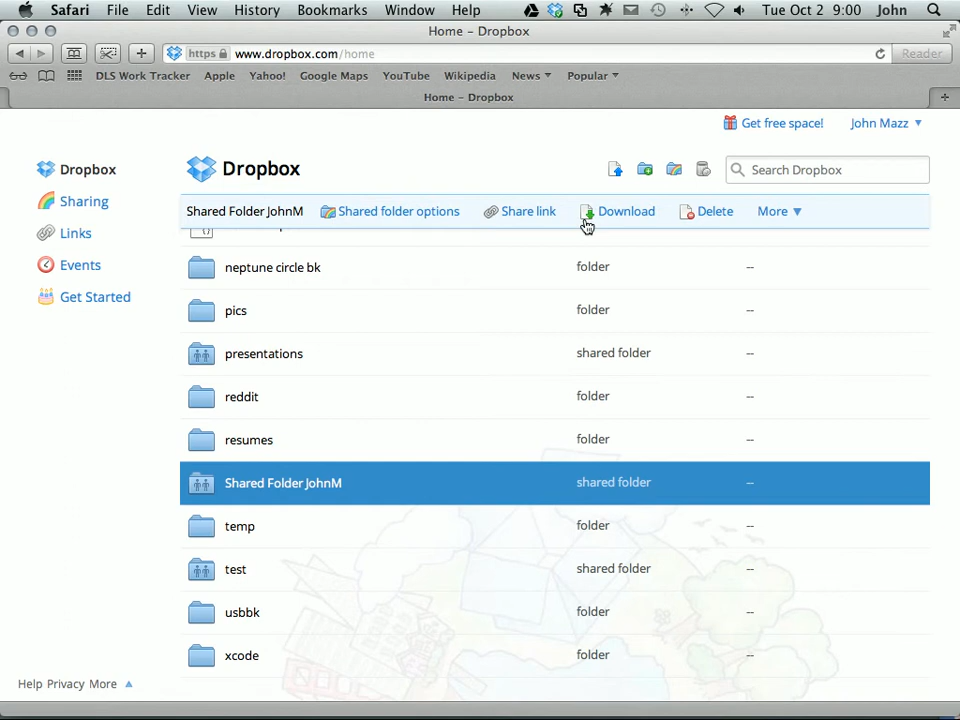 Safari File Edit View History Bookmarks Window Help Tue Oct 2 9:00 John
Home – Dropbox
https www.dropbox.com/home Reader
DLS Work Tracker Apple Yahoo! Google Maps YouTube Wikipedia News Popular
Home – Dropbox
Get free space! John Mazz
Dropbox Dropbox Search Dropbox
Sharing
Shared Folder JohnM Shared folder options Share link Download Delete More
Links
Events
neptune circle bk folder --
Get Started
pics folder --
presentations shared folder --
reddit folder --
resumes folder --
Shared Folder JohnM shared folder --
temp folder --
test shared folder --
usbbk folder --
xcode folder --
Help Privacy More